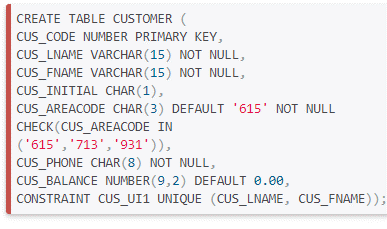 CREATE TABLE CUSTOMER (
CUS_CODE NUMBER PRIMARY KEY,
CUS_LNAME VARCHAR(15) NOT NULL,
CUS_FNAME VARCHAR(15) NOT NULL,
CUS_INITIAL CHAR(1),
CUS_AREACODE CHAR(3) DEFAULT '615' NOT NULL
CHECK(CUS_AREACODE IN
('615','713','931')),
CUS_PHONE CHAR(8) NOT NULL,
CUS_BALANCE NUMBER(9,2) DEFAULT 0.00,
CONSTRAINT CUS_UI1 UNIQUE (CUS_LNAME, CUS_FNAME));